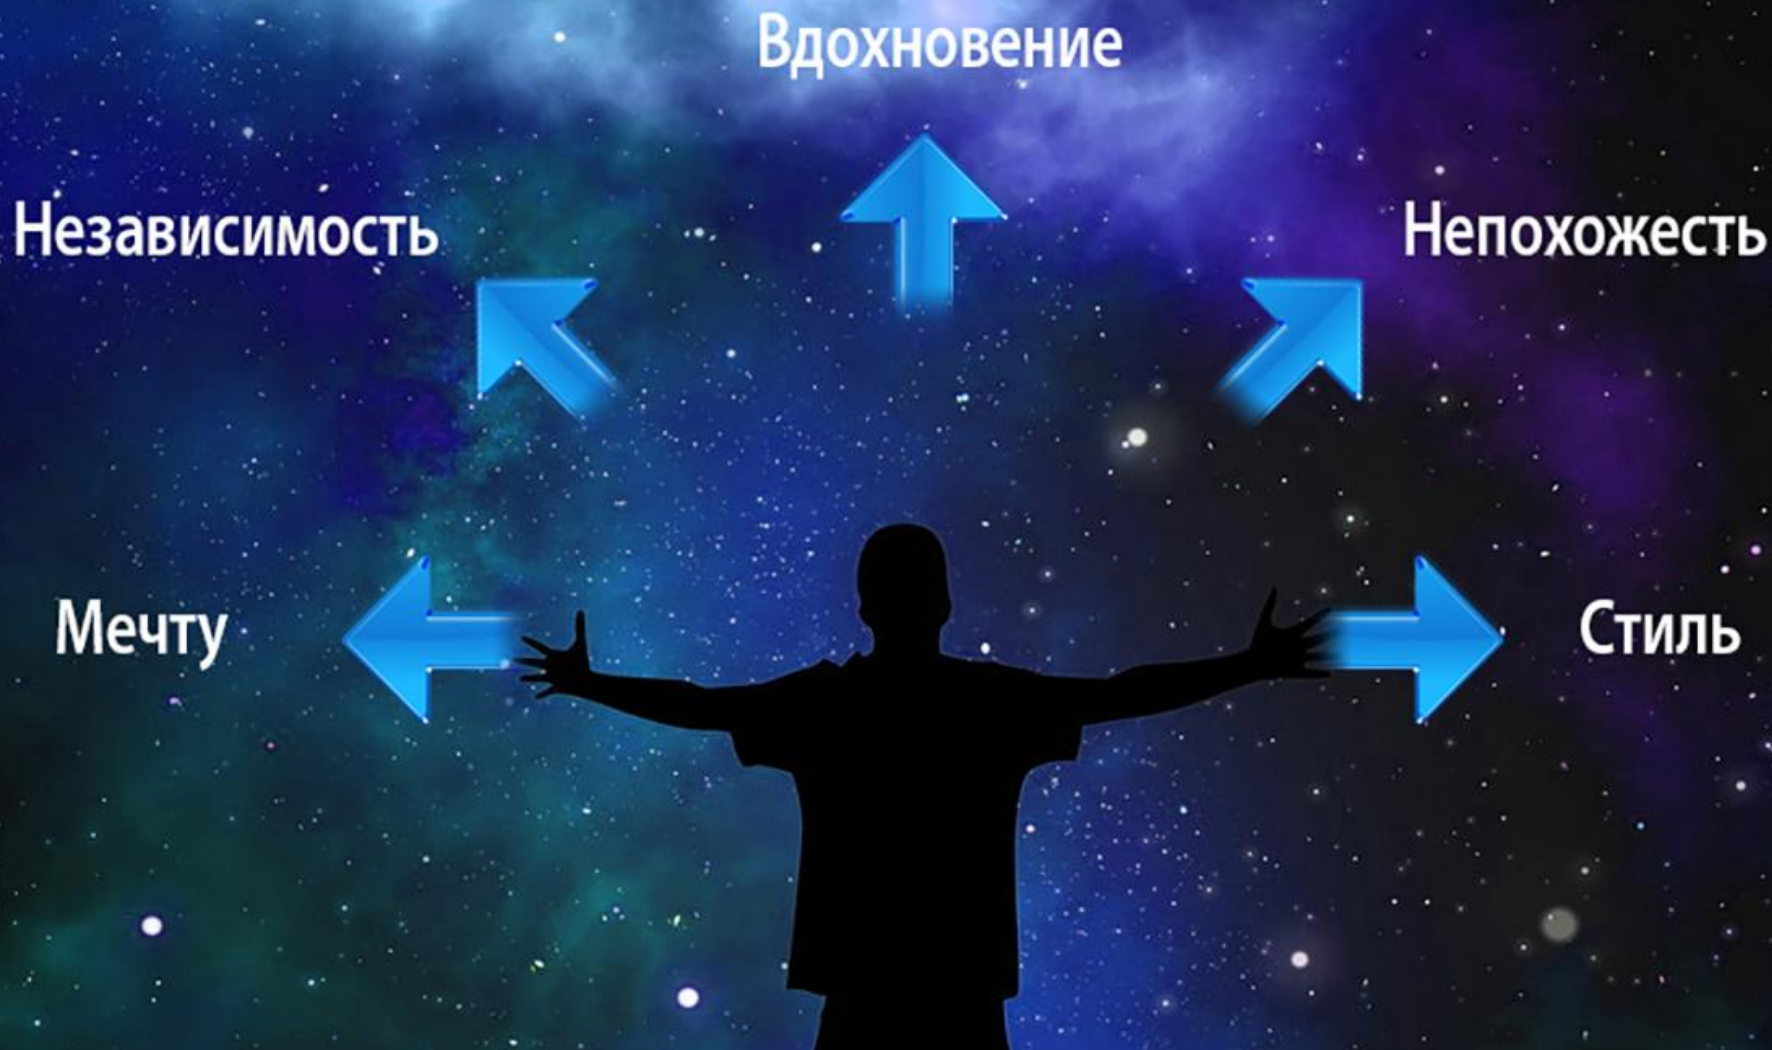 Вдохновение
Независимость
Непохожесть
Мечту
Стиль